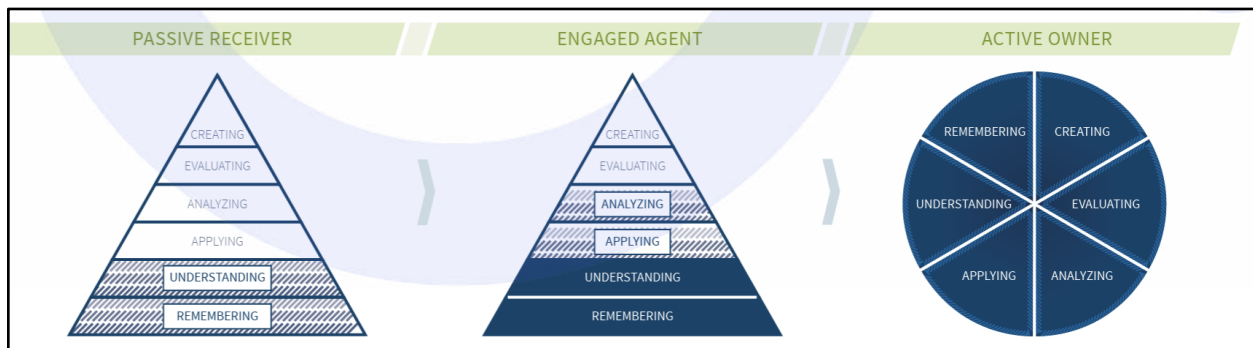 PASSIVE RECEIVER
ENGAGED AGENT
ACTIVE OWNER
CREATING
EVALUATING
ANALYZING
APPLYING
UNDERSTANDING
REMEMBERING
CREATING
EVALUATING
ANALYZING
APPLYING
UNDERSTANDING
REMEMBERING
REMEMBERING
CREATING
UNDERSTANDING
EVALUATING
APPLYING
ANALYZING